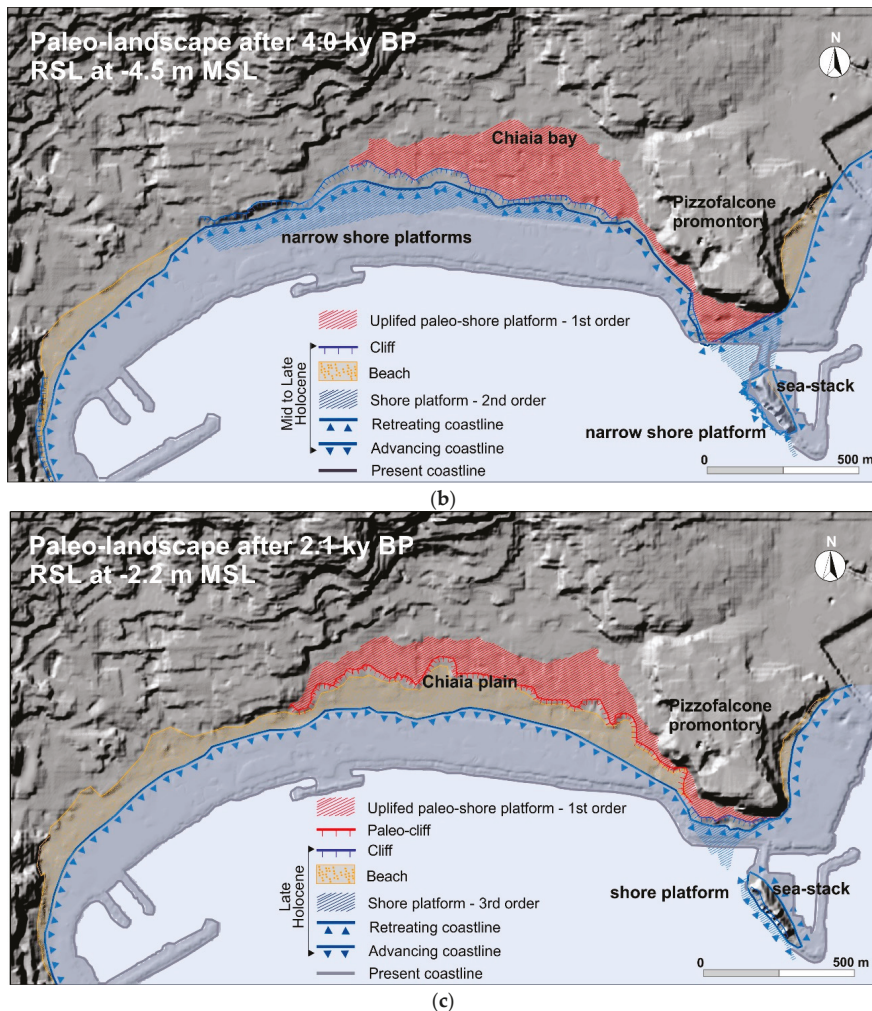 Paleo-landscape after 4.0 ky BP
RSL at -4.5 m MSL
N
Chiaia bay
Pizzofalcone
promontory
narrow shore platforms
Uplifed paleo-shore platform - 1st order
Mid to Late
Holocene
Cliff
Beach
Shore platform - 2nd order
Retreating coastline
Advancing coastline
Present coastline
sea-stack
narrow shore platform
0 500 m
(b)
Paleo-landscape after 2.1 ky BP
RSL at -2.2 m MSL
N
Chiaia plain
Pizzofalcone
promontory
Uplifed paleo-shore platform - 1st order
Paleo-cliff
Late
Holocene
Cliff
Beach
Shore platform - 3rd order
Retreating coastline
Advancing coastline
Present coastline
shore platform
sea-stack
0 500 m
(c)